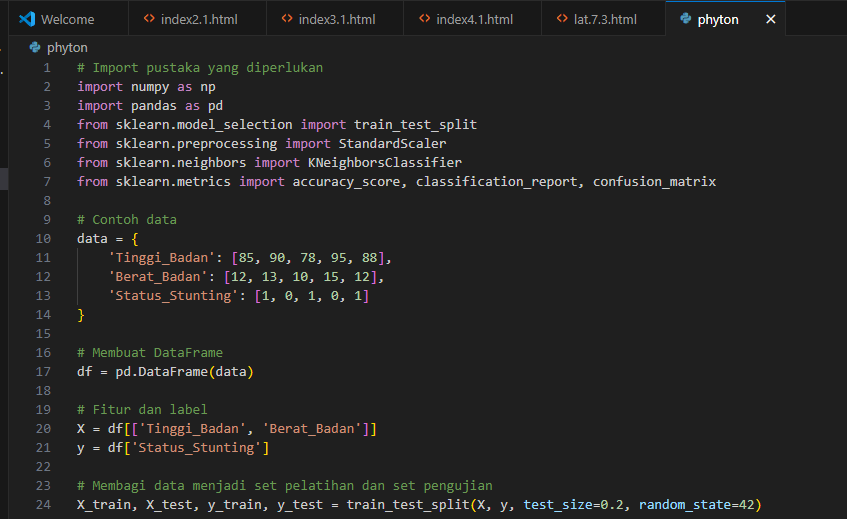 Welcome index2.1.html index3.1.html index4.1.html lat.7.3.html phyton ×
phyton
1 # Import pustaka yang diperlukan
2 import numpy as np
3 import pandas as pd
4 from sklearn.model_selection import train_test_split
5 from sklearn.preprocessing import StandardScaler
6 from sklearn.neighbors import KNeighborsClassifier
7 from sklearn.metrics import accuracy_score, classification_report, confusion_matrix
8
9 # Contoh data
10 data = {
11     'Tinggi_Badan': [85, 90, 78, 95, 88],
12     'Berat_Badan': [12, 13, 10, 15, 12],
13     'Status_Stunting': [1, 0, 1, 0, 1]
14 }
15
16 # Membuat DataFrame
17 df = pd.DataFrame(data)
18
19 # Fitur dan label
20 X = df[['Tinggi_Badan', 'Berat_Badan']]
21 y = df['Status_Stunting']
22
23 # Membagi data menjadi set pelatihan dan set pengujian
24 X_train, X_test, y_train, y_test = train_test_split(X, y, test_size=0.2, random_state=42)